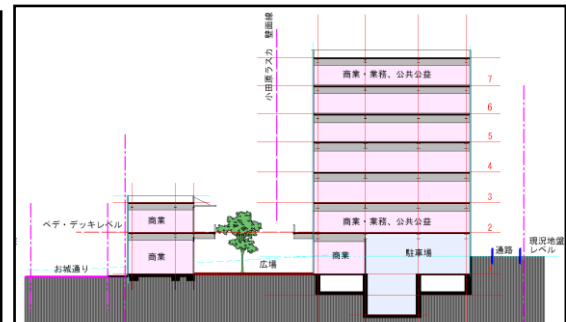 小田直ラスカ 壁面線
商業・業務、公共公益
7
6
5
4
3
商業・業務、公共公益
2
ペデ・デッキレベル
商業
商業
お城通り
広場
商業
駐車場
通路
現況地盤
レベル